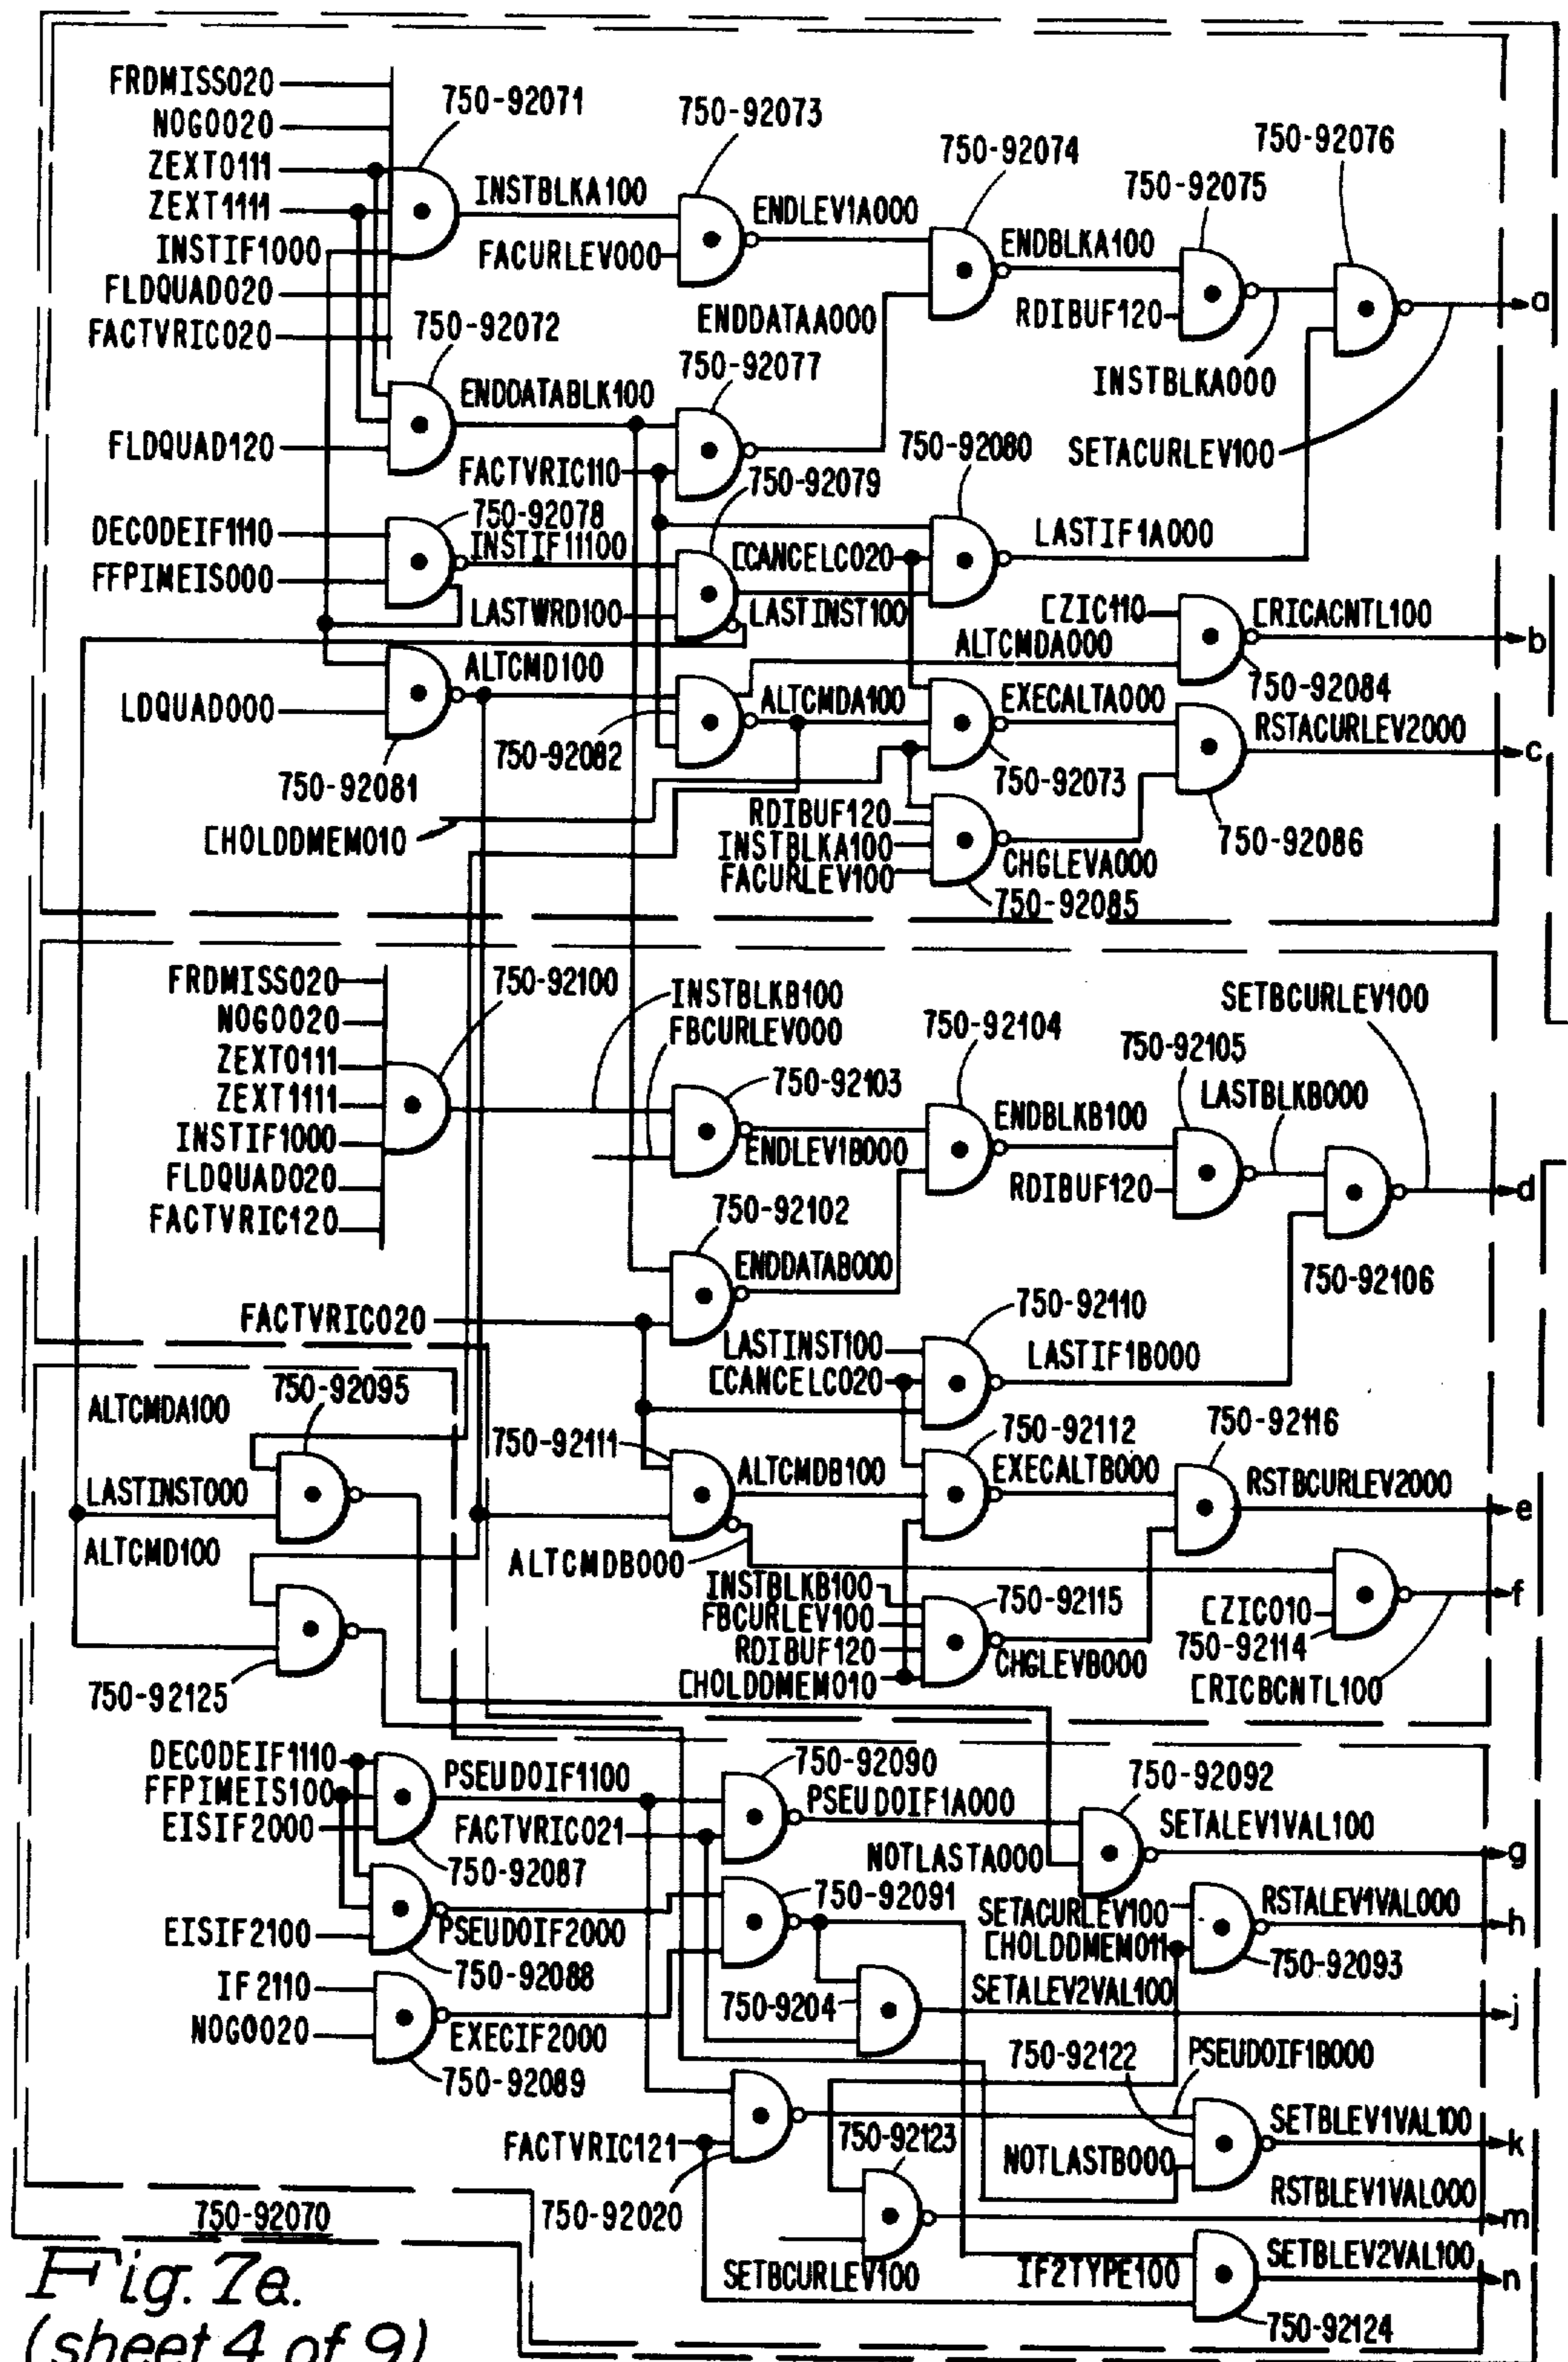 FRDMISS020
NOGO020
ZEXT0111
ZEXT1111
INSTIF1000
FLDQUAD020
FACTVRIC020
750-92071
INSTBLKA100
750-92073
FACURLEV000
ENDLEV1A000
750-92074
ENDBLKA100
750-92075
750-92076
RDIBUF120
INSTBLKA000
SETACURLEV100
a
ENDDATAA000
750-92072
ENDDATABLK100
750-92077
FLDQUAD120
FACTVRIC110
750-92079
750-92080
DECODEIF1110
FFPIMEIS000
750-92078
INSTIF11100
LASTWRD100
[CANCELC020
LASTINST100
LASTIF1A000
[ZIC110
[RICACNTL100
b
ALTCMDA000
750-92084
LDQUAD000
ALTCMD100
750-92081
750-92082
ALTCMDA100
EXECALTA000
750-92073
RSTACURLEV2000
c
750-92086
[HOLDDMEM010
RDIBUF120
INSTBLKA100
FACURLEV100
CHGLEVA000
750-92085
FRDMISS020
NOGO020
ZEXT0111
ZEXT1111
INSTIF1000
FLDQUAD020
FACTVRIC120
750-92100
INSTBLKB100
FBCURLEV000
750-92103
ENDLEV1B000
750-92104
ENDBLKB100
750-92105
LASTBLKB000
SETBCURLEV100
RDIBUF120
d
750-92106
750-92102
ENDDATAB000
FACTVRIC020
750-92110
LASTINST100
[CANCELC020
LASTIF1B000
750-92111
ALTCMDB100
750-92112
EXECALTB000
750-92116
RSTBCURLEV2000
e
ALTCMDB000
INSTBLKB100
FBCURLEV100
RDIBUF120
[HOLDDMEM010
750-92115
CHGLEVB000
[ZIC010
750-92114
f
[RICBCNTL100
750-92095
ALTCMDA100
LASTINST000
ALTCMD100
750-92125
DECODEIF1110
FFPIMEIS100
EISIF2000
PSEUDOIF1100
750-92087
FACTVRIC021
750-92090
PSEUDOIF1A000
NOTLASTA000
750-92092
SETALEV1VAL100
g
EISIF2100
PSEUDOIF2000
750-92088
750-92091
SETACURLEV100
[HOLDDMEM011
RSTALEV1VAL000
h
750-92093
IF2110
NOGO020
EXECIF2000
750-92089
750-9204
SETALEV2VAL100
j
750-92122
PSEUDOIF1B000
FACTVRIC121
750-92020
750-92123
NOTLASTB000
SETBLEV1VAL100
k
RSTBLEV1VAL000
m
SETBCURLEV100
IF2TYPE100
SETBLEV2VAL100
n
750-92124
750-92070
Fig. 7e.
(sheet 4 of 9)